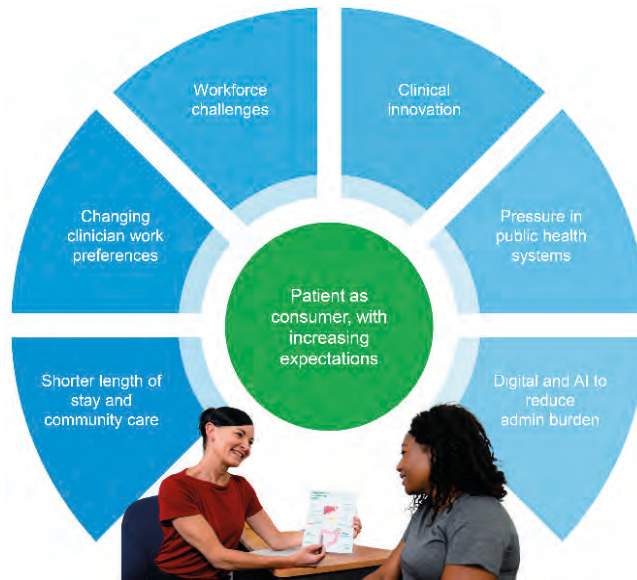 Workforce
challenges
Clinical
innovation
Changing
clinician work
preferences
Pressure in
public health
systems
Patient as
consumer, with
increasing
expectations
Shorter length of
stay and
community care
Digital and AI to
reduce
admin burden